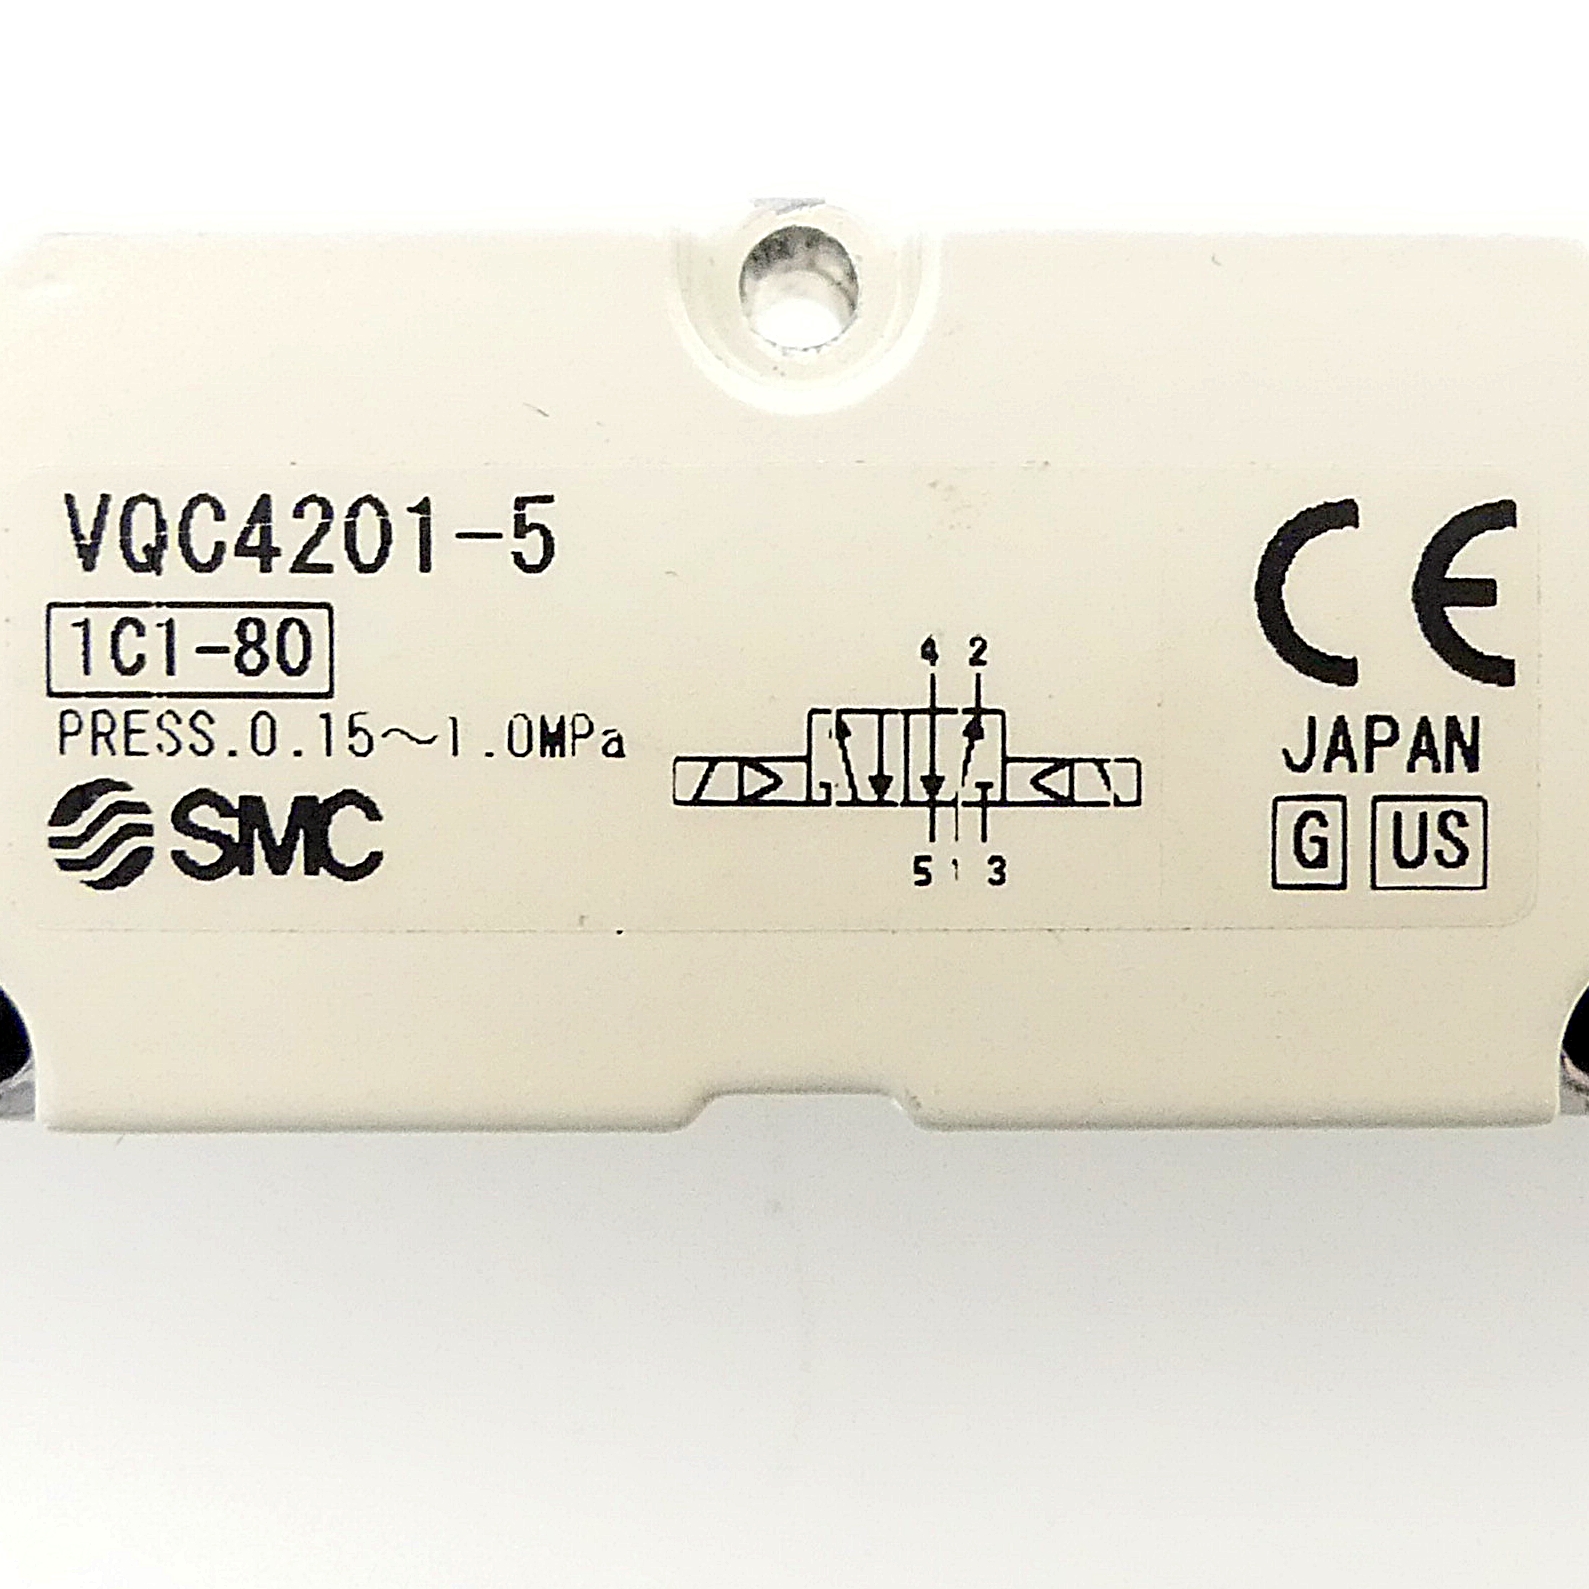 VQC4201-5
1C1-80
PRESS.0.15～1.0MPa
SMC
4 2
5 1 3
CE
JAPAN
G US